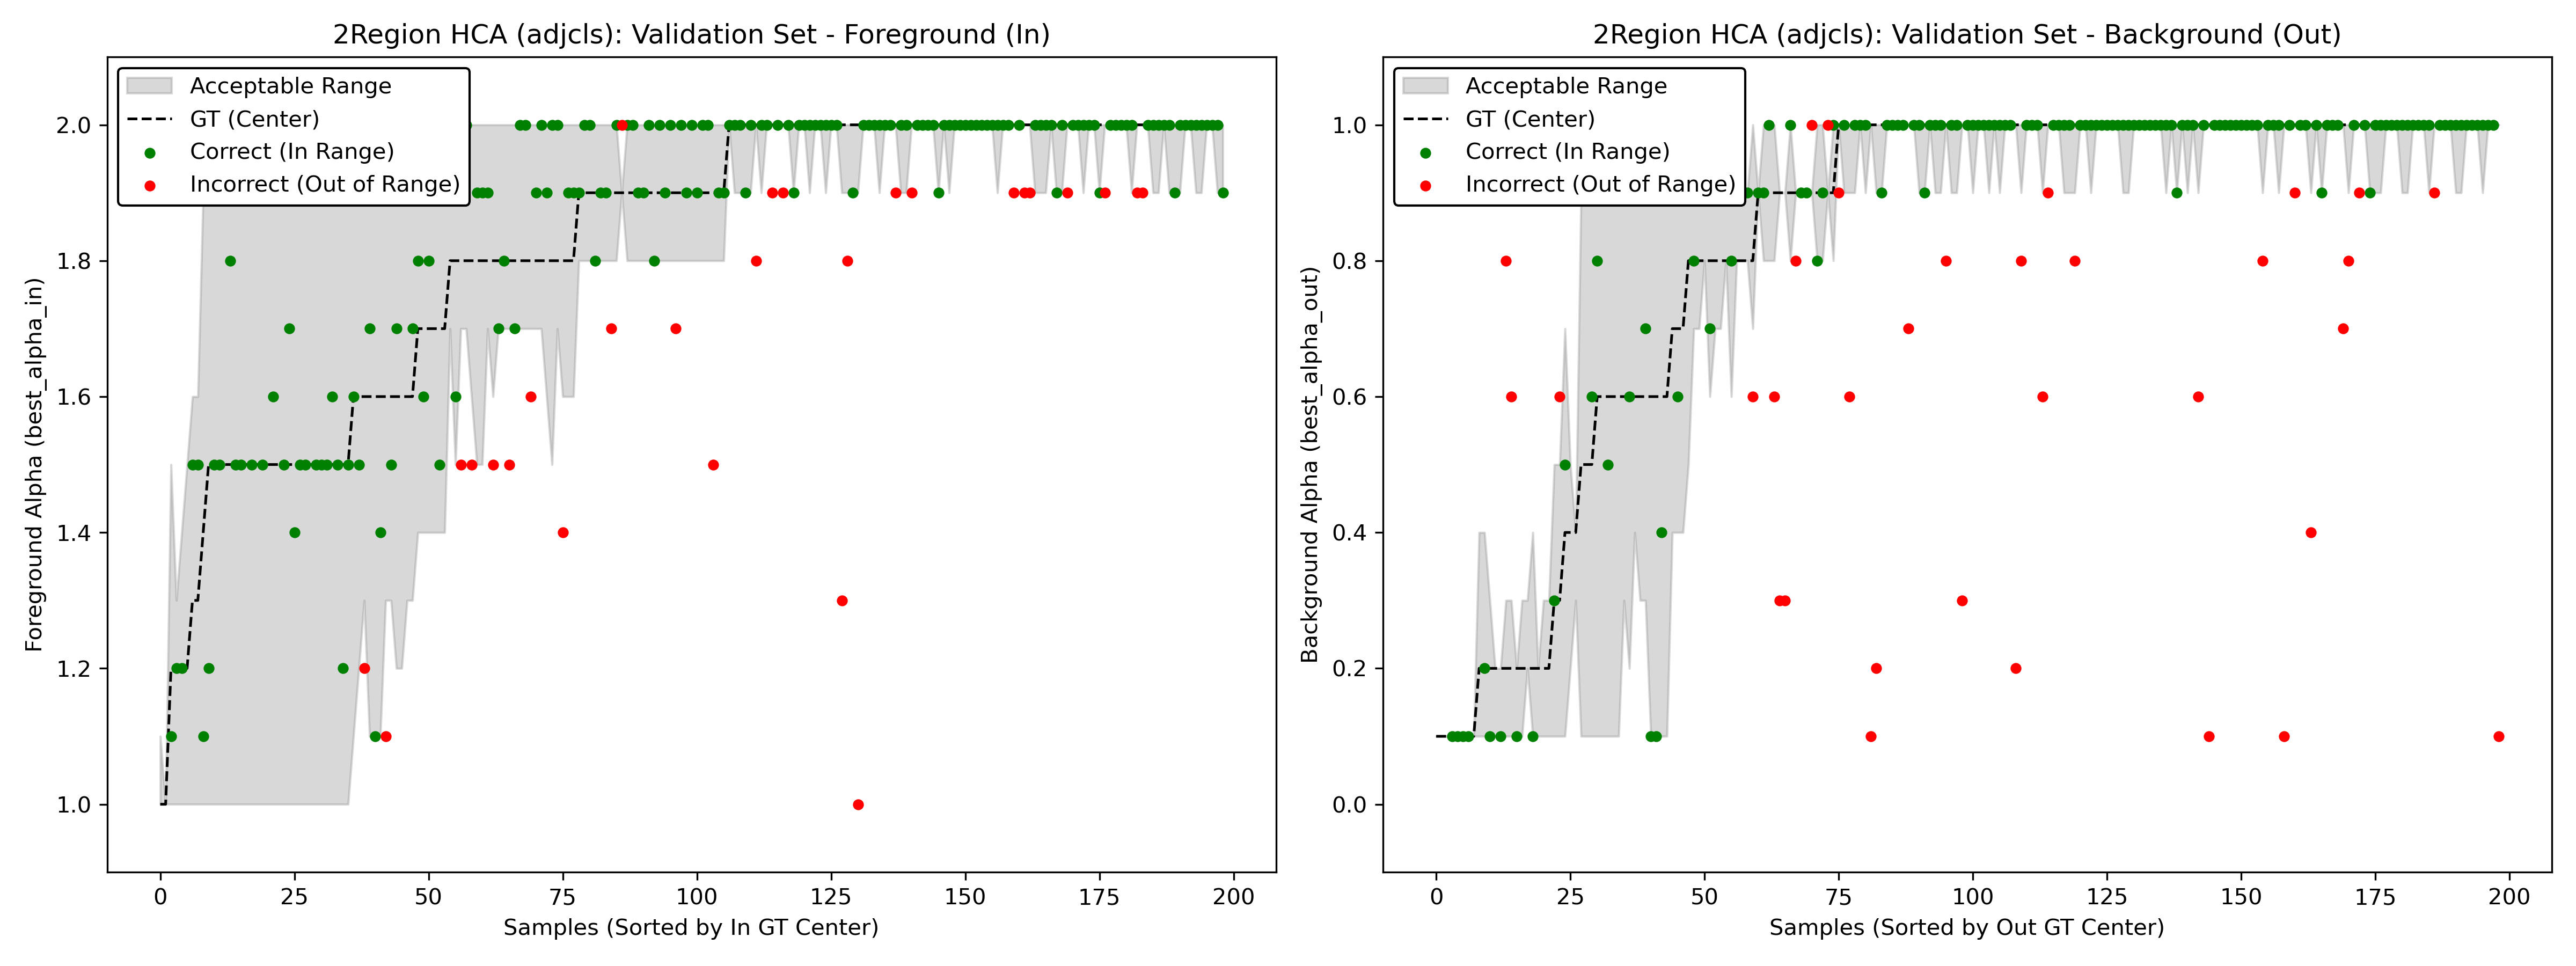 2Region HCA (adjcls): Validation Set - Foreground (In)
Acceptable Range
GT (Center)
Correct (In Range)
Incorrect (Out of Range)
Foreground Alpha (best_alpha_in)
2.0
1.8
1.6
1.4
1.2
1.0
0 25 50 75 100 125 150 175 200
Samples (Sorted by In GT Center)
2Region HCA (adjcls): Validation Set - Background (Out)
Acceptable Range
GT (Center)
Correct (In Range)
Incorrect (Out of Range)
Background Alpha (best_alpha_out)
1.0
0.8
0.6
0.4
0.2
0.0
0 25 50 75 100 125 150 175 200
Samples (Sorted by Out GT Center)